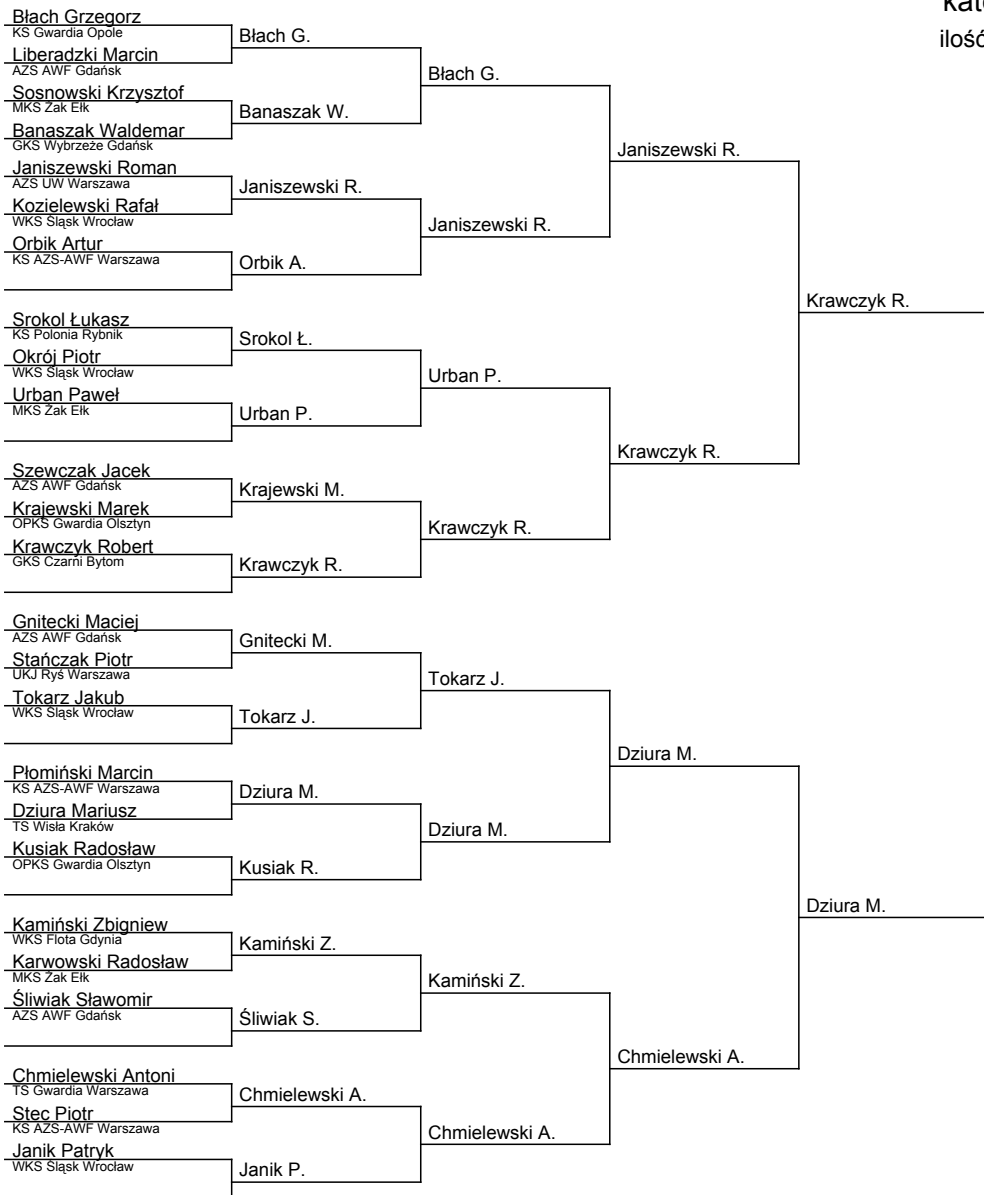 kat
ilość
Błach Grzegorz
KS Gwardia Opole
Liberadzki Marcin
AZS AWF Gdańsk
Sosnowski Krzysztof
MKS Żak Ełk
Banaszak Waldemar
GKS Wybrzeże Gdańsk
Janiszewski Roman
AZS UW Warszawa
Kozielewski Rafał
WKS Śląsk Wrocław
Orbik Artur
KS AZS-AWF Warszawa
Srokol Łukasz
KS Polonia Rybnik
Okrój Piotr
WKS Śląsk Wrocław
Urban Paweł
MKS Żak Ełk
Szewczak Jacek
AZS AWF Gdańsk
Krajewski Marek
OPKS Gwardia Olsztyn
Krawczyk Robert
GKS Czarni Bytom
Gnitecki Maciej
AZS AWF Gdańsk
Stańczak Piotr
UKJ Ryś Warszawa
Tokarz Jakub
WKS Śląsk Wrocław
Płomiński Marcin
KS AZS-AWF Warszawa
Dziura Mariusz
TS Wisła Kraków
Kusiak Radosław
OPKS Gwardia Olsztyn
Kamiński Zbigniew
WKS Flota Gdynia
Karwowski Radosław
MKS Żak Ełk
Śliwiak Sławomir
AZS AWF Gdańsk
Chmielewski Antoni
TS Gwardia Warszawa
Stec Piotr
KS AZS-AWF Warszawa
Janik Patryk
WKS Śląsk Wrocław
Błach G.
Banaszak W.
Janiszewski R.
Orbik A.
Srokol Ł.
Urban P.
Krajewski M.
Krawczyk R.
Gnitecki M.
Tokarz J.
Dziura M.
Kusiak R.
Kamiński Z.
Śliwiak S.
Chmielewski A.
Janik P.
Błach G.
Janiszewski R.
Urban P.
Krawczyk R.
Tokarz J.
Dziura M.
Kamiński Z.
Chmielewski A.
Janiszewski R.
Krawczyk R.
Dziura M.
Chmielewski A.
Krawczyk R.
Dziura M.